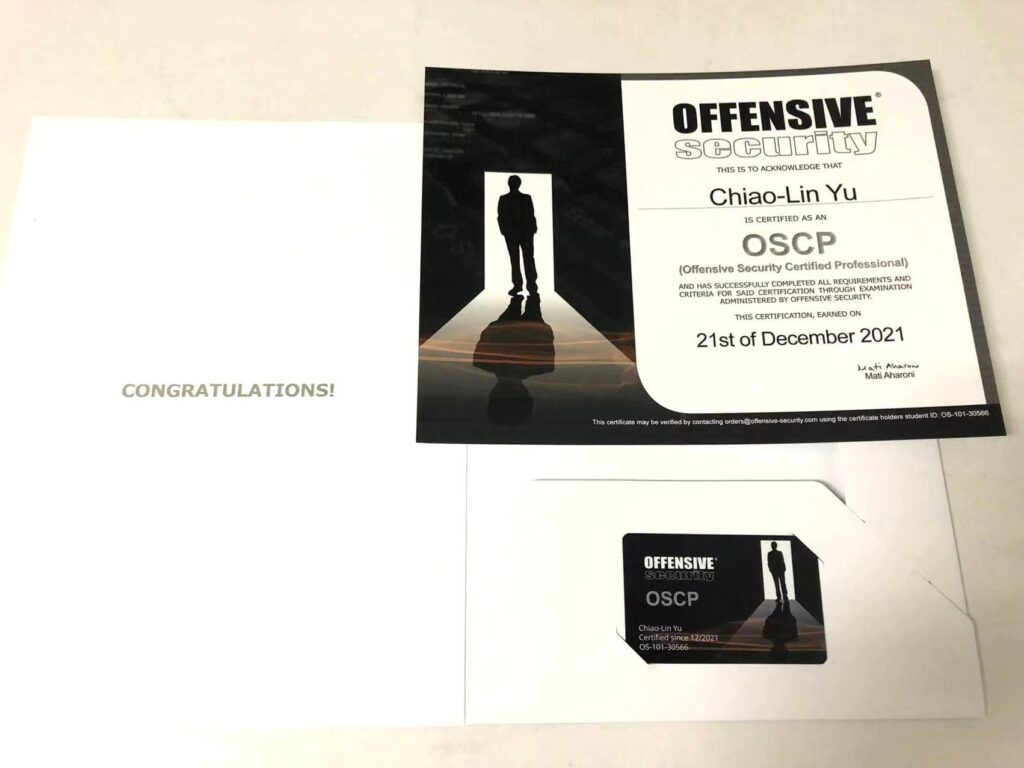 CONGRATULATIONS!
OFFENSIVE®
security
THIS IS TO ACKNOWLEDGE THAT
Chiao-Lin Yu
IS CERTIFIED AS AN
OSCP
(Offensive Security Certified Professional)
AND HAS SUCCESSFULLY COMPLETED ALL REQUIREMENTS AND
CRITERIA FOR SAID CERTIFICATION THROUGH EXAMINATION
ADMINISTERED BY OFFENSIVE SECURITY.
THIS CERTIFICATION, EARNED ON
21st of December 2021
Mati Aharoni
Mati Aharoni
This certificate may be verified by contacting orders@offensive-security.com using the certificate holders student ID: OS-101-30566
OFFENSIVE®
security
OSCP
Chiao-Lin Yu
Certified since 12/2021
OS-101-30566